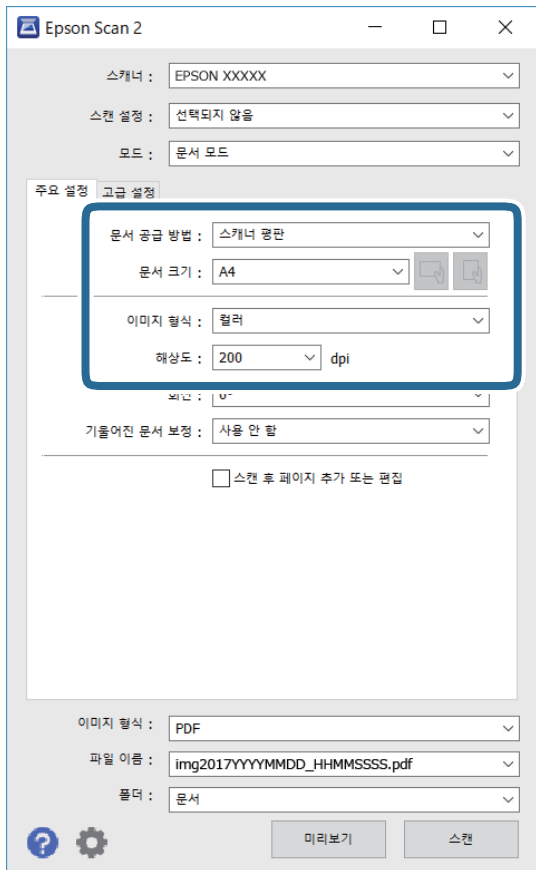 Epson Scan 2
스캐너 : EPSON XXXXX
스캔 설정 : 선택되지 않음
모드 : 문서 모드
주요 설정 고급 설정
문서 공급 방법 : 스캐너 평판
문서 크기 : A4
이미지 형식 : 컬러
해상도 : 200 dpi
회전 : 0°
기울어진 문서 보정 : 사용 안 함
스캔 후 페이지 추가 또는 편집
이미지 형식 : PDF
파일 이름 : img2017YYYYMMDD_HHMMSSSS.pdf
폴더 : 문서
? 미리보기 스캔